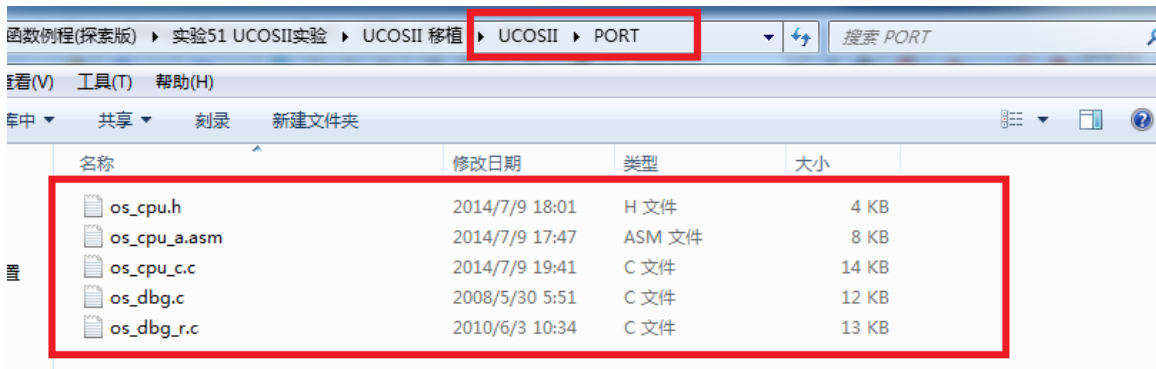 函数例程(探索版) ▸ 实验51 UCOSII实验 ▸ UCOSII 移植 ▸ UCOSII ▸ PORT 搜索 PORT
查看(V) 工具(T) 帮助(H)
库中 共享 刻录 新建文件夹
名称 修改日期 类型 大小
os_cpu.h 2014/7/9 18:01 H 文件 4 KB
os_cpu_a.asm 2014/7/9 17:47 ASM 文件 8 KB
os_cpu_c.c 2014/7/9 19:41 C 文件 14 KB
置
os_dbg.c 2008/5/30 5:51 C 文件 12 KB
os_dbg_r.c 2010/6/3 10:34 C 文件 13 KB